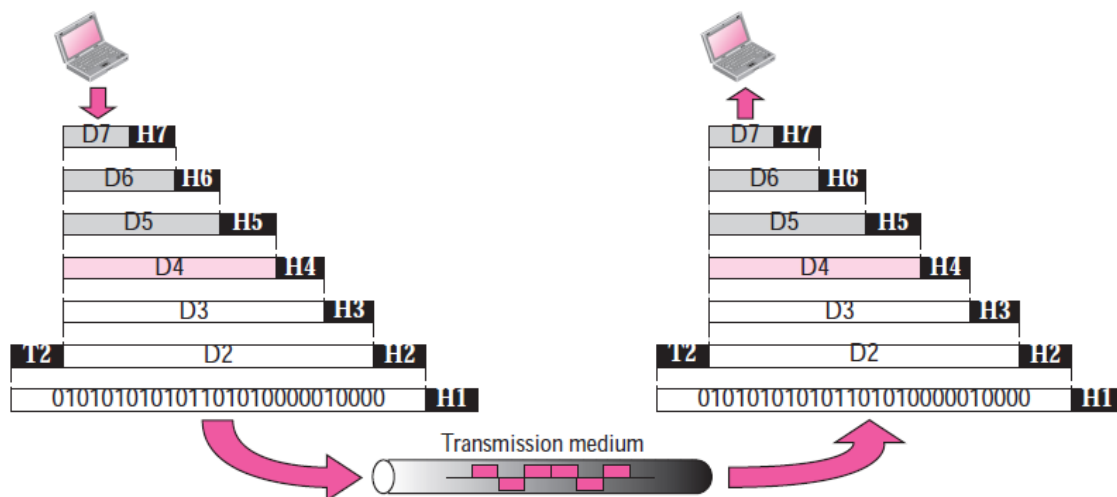 D7 H7
D6 H6
D5 H5
D4 H4
D3 H3
T2 D2 H2
010101010101101010000010000 H1
D7 H7
D6 H6
D5 H5
D4 H4
D3 H3
T2 D2 H2
010101010101101010000010000 H1
Transmission medium